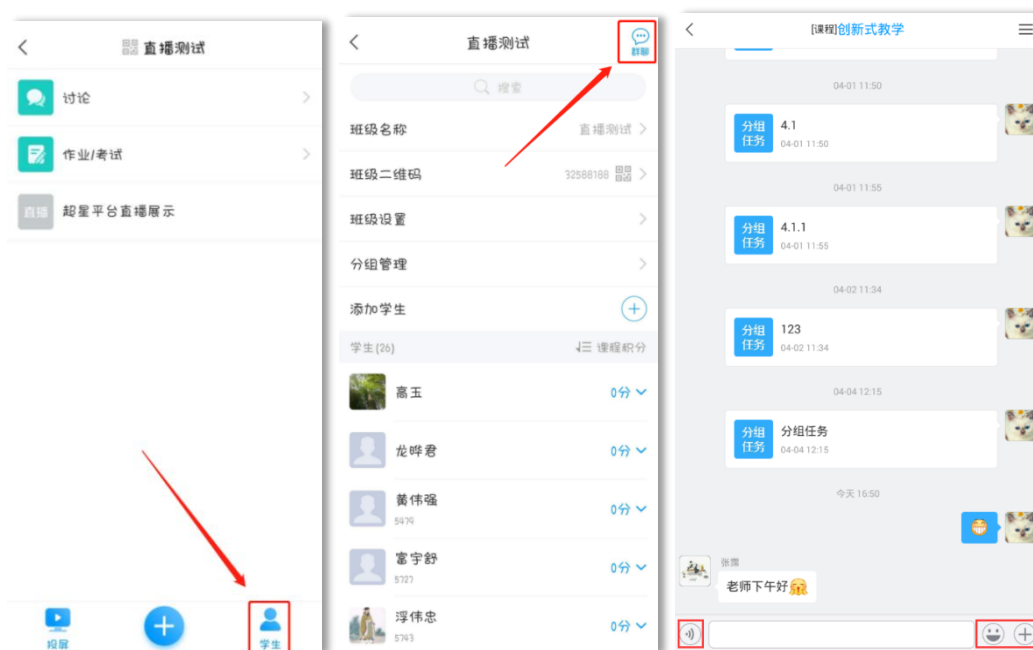 直播测试
讨论
作业/考试
直播
超星平台直播展示
投屏
学生
直播测试
群聊
搜索
班级名称
直播测试
班级二维码
32588188
班级设置
分组管理
添加学生
学生(26)
课程积分
高玉
0分
龙晔君
0分
黄伟强
5479
0分
富宇舒
5727
0分
浮伟忠
5743
0分
[课程]创新式教学
04-01 11:50
分组
任务
4.1
04-01 11:50
04-01 11:55
分组
任务
4.1.1
04-01 11:55
04-02 11:34
分组
任务
123
04-02 11:34
04-04 12:15
分组
任务
分组任务
04-04 12:15
今天 16:50
张雪
老师下午好